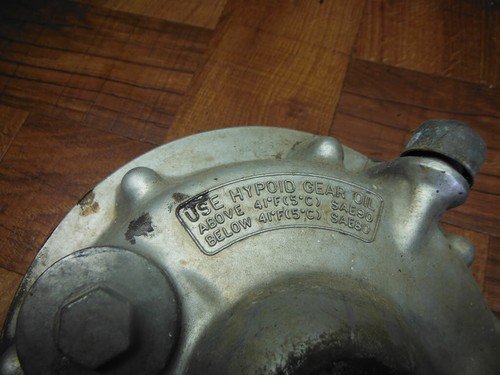 USE HYPOID GEAR OIL
ABOVE 41°F(5°C) SAE90
BELOW 41°F(5°C) SAE80